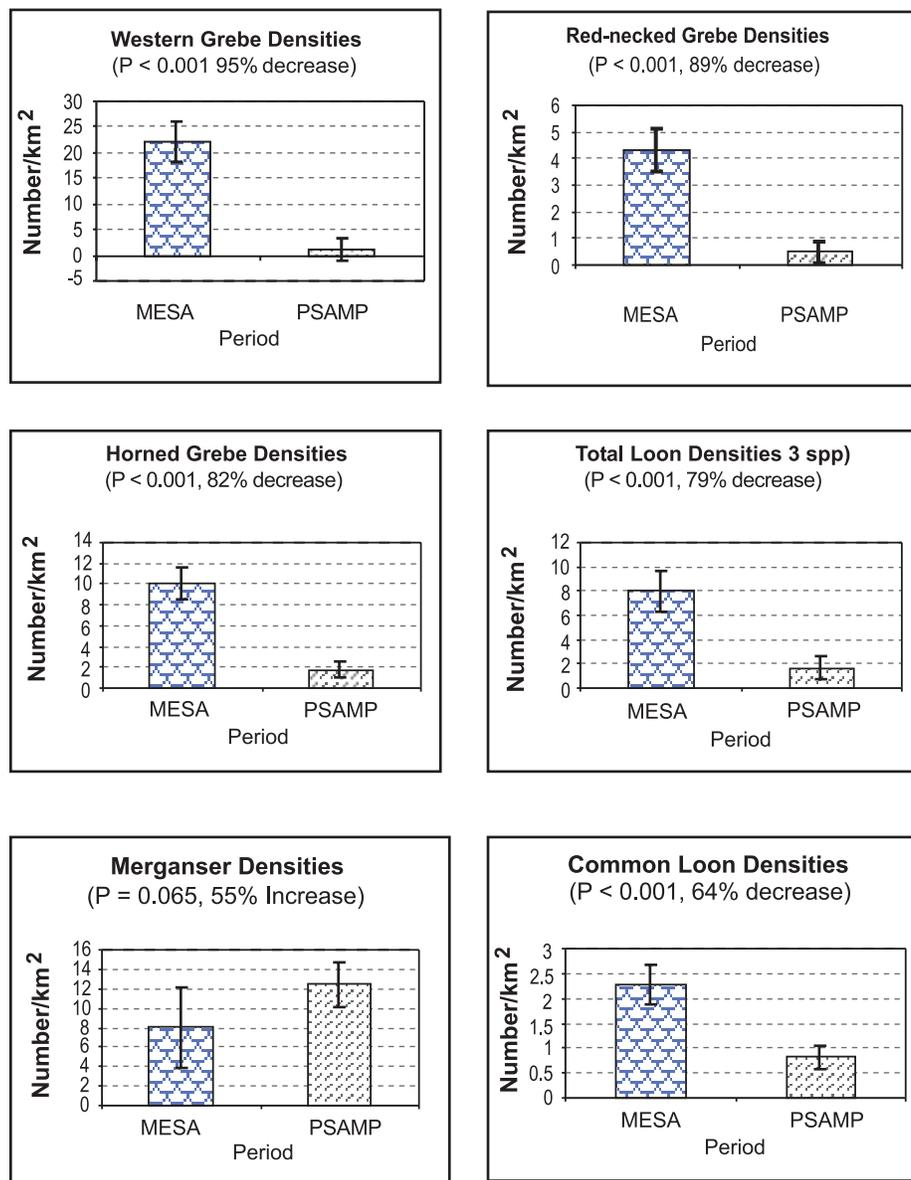 Western Grebe Densities
(P < 0.001 95% decrease)
Number/km²
30
25
20
15
10
5
0
-5
MESA PSAMP
Period
Red-necked Grebe Densities
(P < 0.001, 89% decrease)
Number/km²
6
5
4
3
2
1
0
MESA PSAMP
Period
Horned Grebe Densities
(P < 0.001, 82% decrease)
Number/km²
14
12
10
8
6
4
2
0
MESA PSAMP
Period
Total Loon Densities 3 spp)
(P < 0.001, 79% decrease)
Number/km²
12
10
8
6
4
2
0
MESA PSAMP
Period
Merganser Densities
(P = 0.065, 55% Increase)
Number/km²
16
14
12
10
8
6
4
2
0
MESA PSAMP
Period
Common Loon Densities
(P < 0.001, 64% decrease)
Number/km²
3
2.5
2
1.5
1
0.5
0
MESA PSAMP
Period